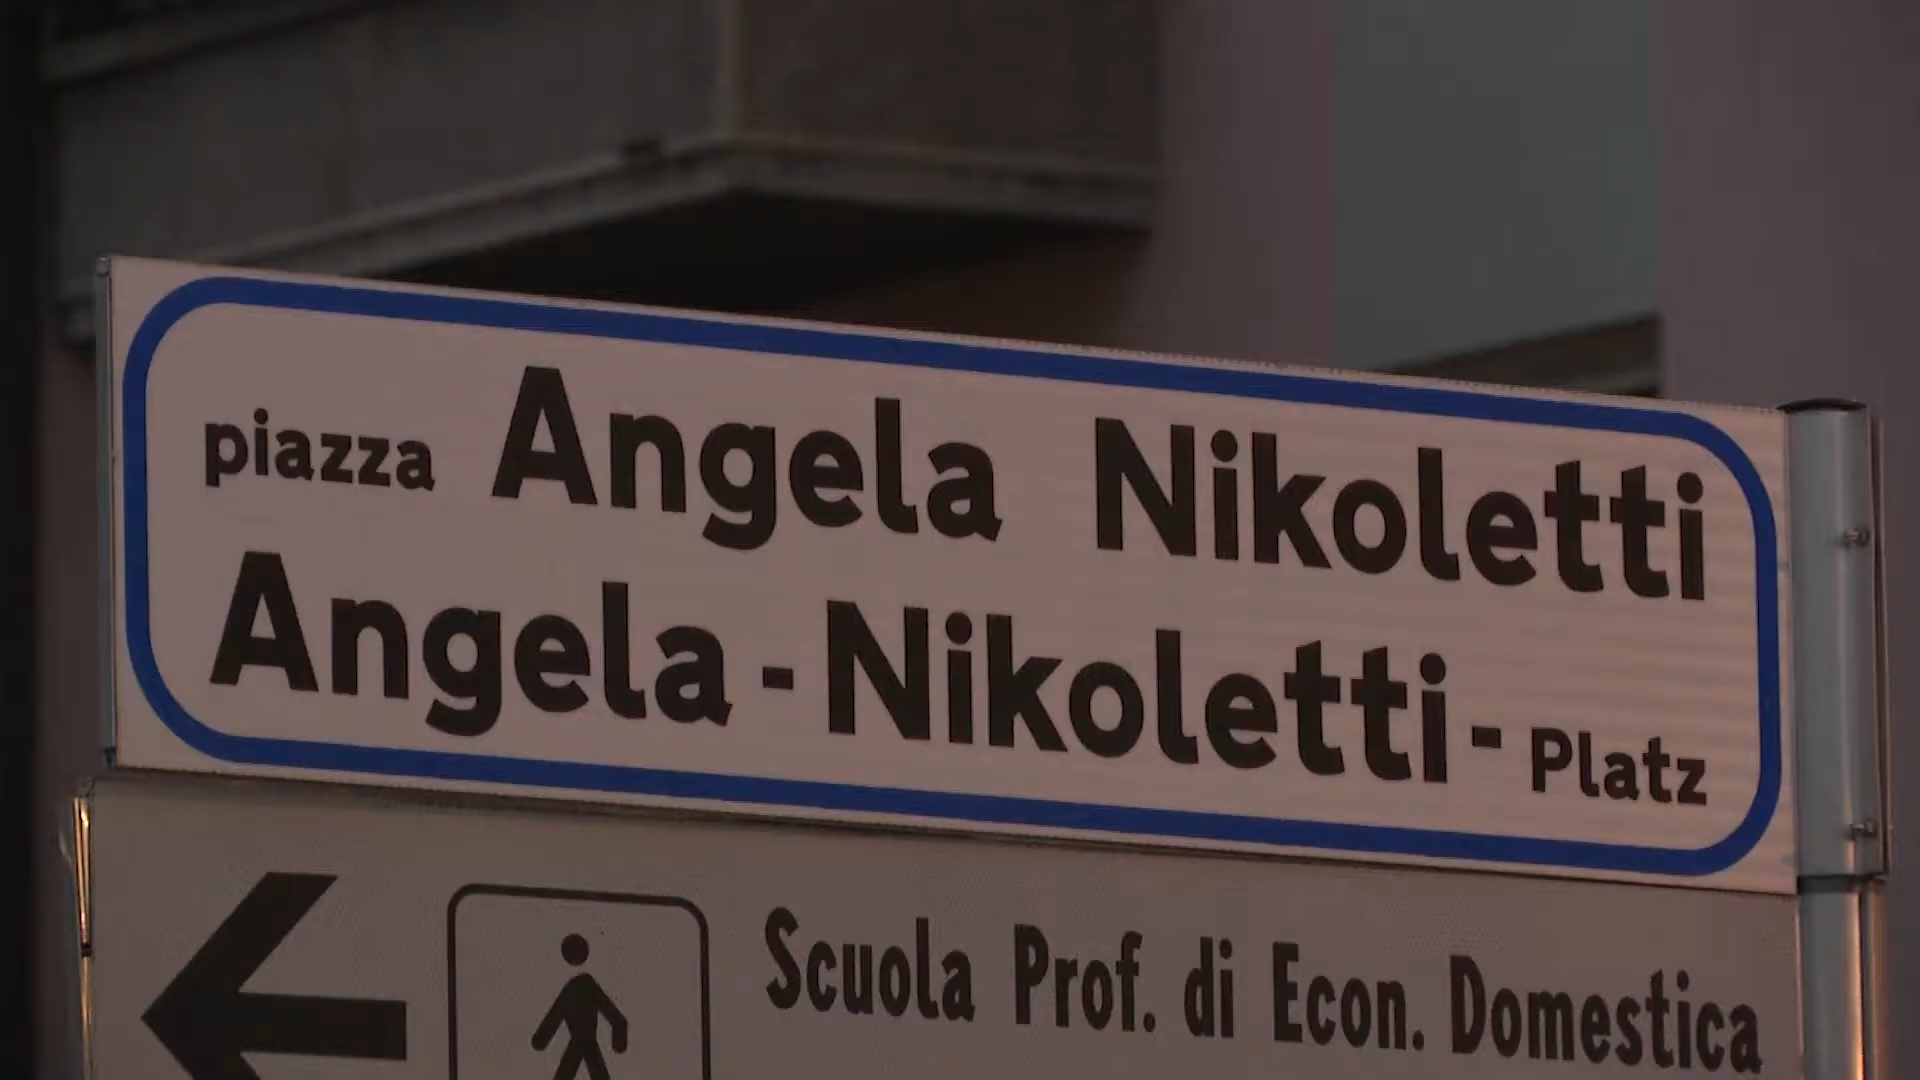 piazza Angela Nikoletti
Angela-Nikoletti-Platz
Scuola Prof. di Econ. Domestica